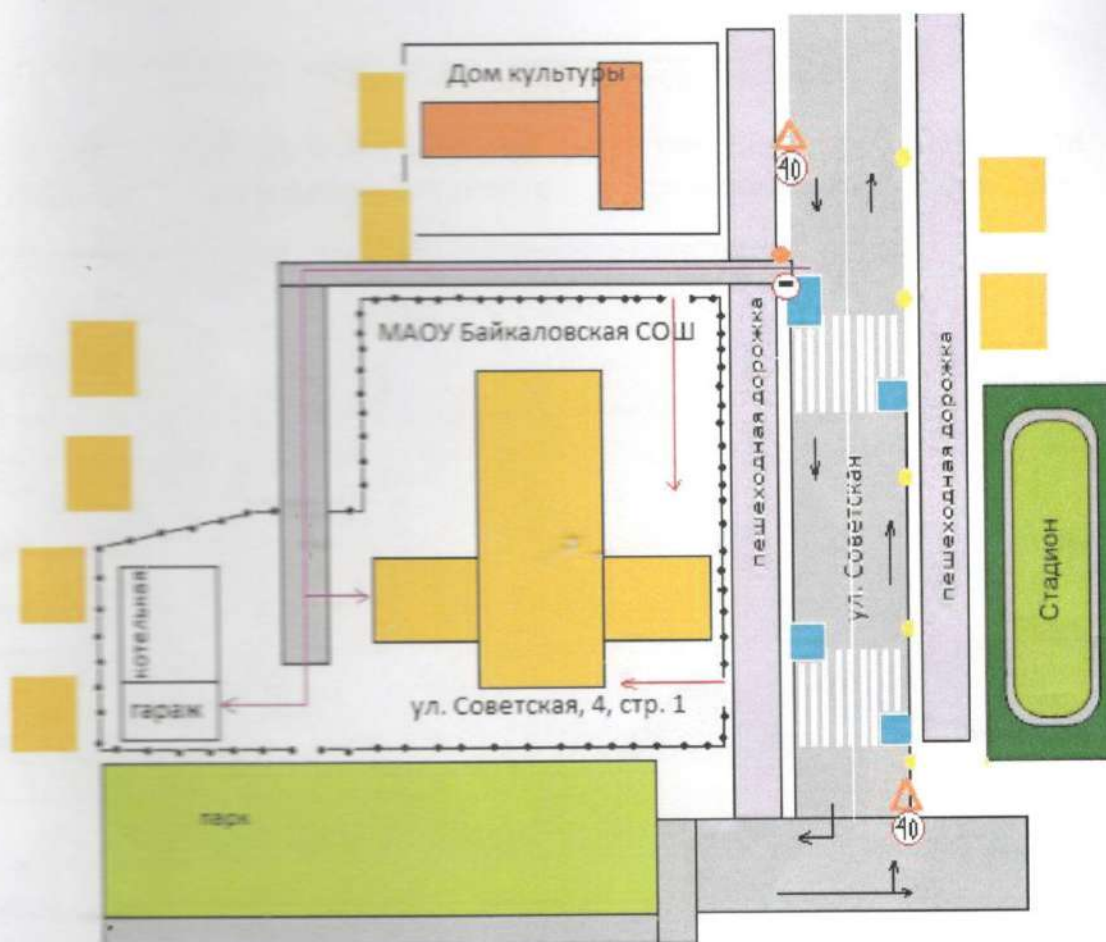 Дом культуры
40
МАОУ Байкаловская СОШ
пешеходная дорожка
ул. Советская
пешеходная дорожка
Стадион
котельная
гараж
ул. Советская, 4, стр. 1
парк
40